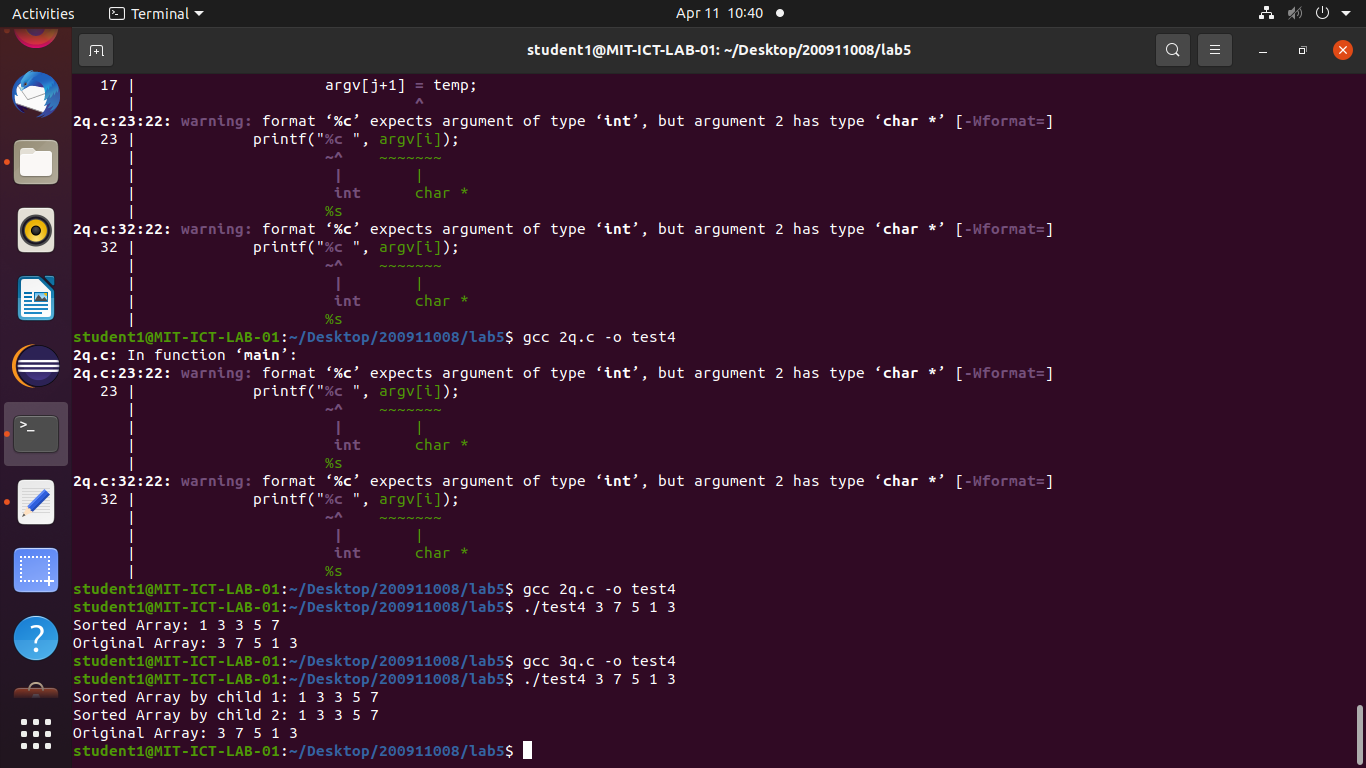 Activities Terminal Apr 11 10:40
student1@MIT-ICT-LAB-01: ~/Desktop/200911008/lab5
17 | argv[j+1] = temp;
| ^
2q.c:23:22: warning: format ‘%c’ expects argument of type ‘int’, but argument 2 has type ‘char *’ [-Wformat=]
23 | printf("%c ", argv[i]);
| ~^ ~~~~~~~
| | |
| int char *
| %s
2q.c:32:22: warning: format ‘%c’ expects argument of type ‘int’, but argument 2 has type ‘char *’ [-Wformat=]
32 | printf("%c ", argv[i]);
| ~^ ~~~~~~~
| | |
| int char *
| %s
student1@MIT-ICT-LAB-01:~/Desktop/200911008/lab5$ gcc 2q.c -o test4
2q.c: In function ‘main’:
2q.c:23:22: warning: format ‘%c’ expects argument of type ‘int’, but argument 2 has type ‘char *’ [-Wformat=]
23 | printf("%c ", argv[i]);
| ~^ ~~~~~~~
| | |
| int char *
| %s
2q.c:32:22: warning: format ‘%c’ expects argument of type ‘int’, but argument 2 has type ‘char *’ [-Wformat=]
32 | printf("%c ", argv[i]);
| ~^ ~~~~~~~
| | |
| int char *
| %s
student1@MIT-ICT-LAB-01:~/Desktop/200911008/lab5$ gcc 2q.c -o test4
student1@MIT-ICT-LAB-01:~/Desktop/200911008/lab5$ ./test4 3 7 5 1 3
Sorted Array: 1 3 3 5 7
Original Array: 3 7 5 1 3
student1@MIT-ICT-LAB-01:~/Desktop/200911008/lab5$ gcc 3q.c -o test4
student1@MIT-ICT-LAB-01:~/Desktop/200911008/lab5$ ./test4 3 7 5 1 3
Sorted Array by child 1: 1 3 3 5 7
Sorted Array by child 2: 1 3 3 5 7
Original Array: 3 7 5 1 3
student1@MIT-ICT-LAB-01:~/Desktop/200911008/lab5$